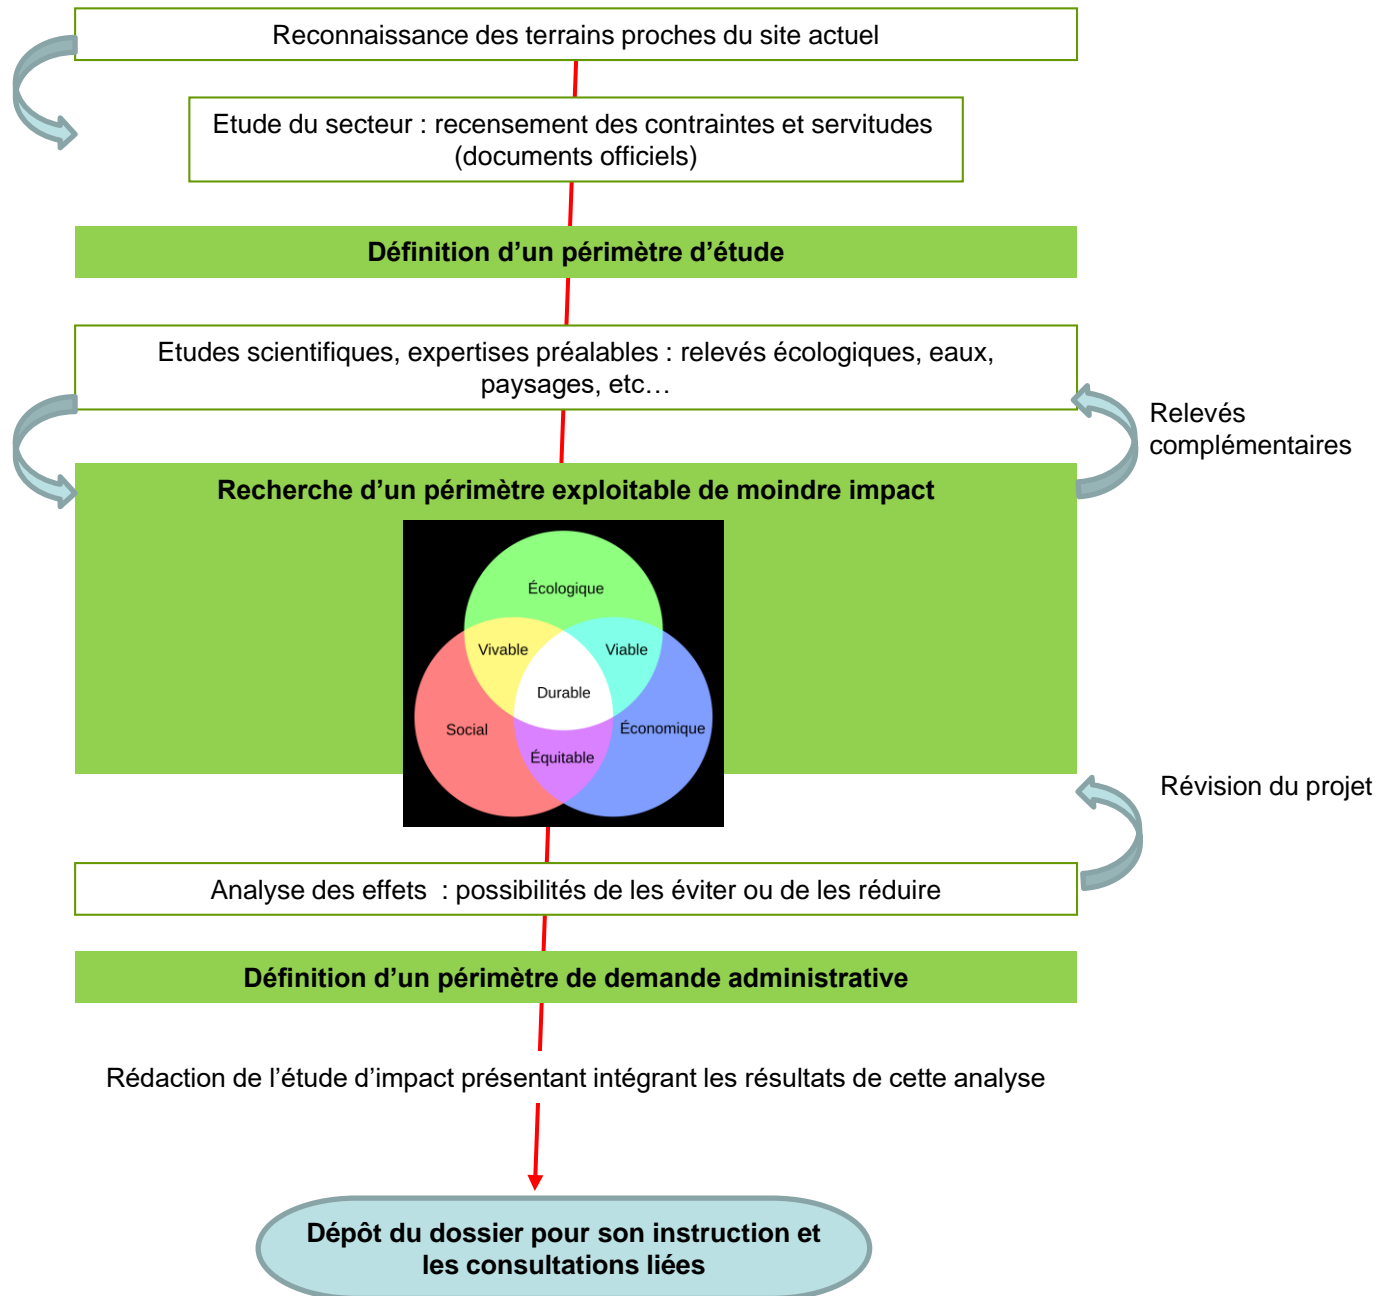 Reconnaissance des terrains proches du site actuel
Etude du secteur : recensement des contraintes et servitudes
(documents officiels)
Définition d’un périmètre d’étude
Etudes scientifiques, expertises préalables : relevés écologiques, eaux,
paysages, etc…
Relevés
complémentaires
Recherche d’un périmètre exploitable de moindre impact
Écologique
Vivable
Viable
Durable
Social
Économique
Équitable
Révision du projet
Analyse des effets  : possibilités de les éviter ou de les réduire
Définition d’un périmètre de demande administrative
Rédaction de l’étude d’impact présentant intégrant les résultats de cette analyse
Dépôt du dossier pour son instruction et
les consultations liées